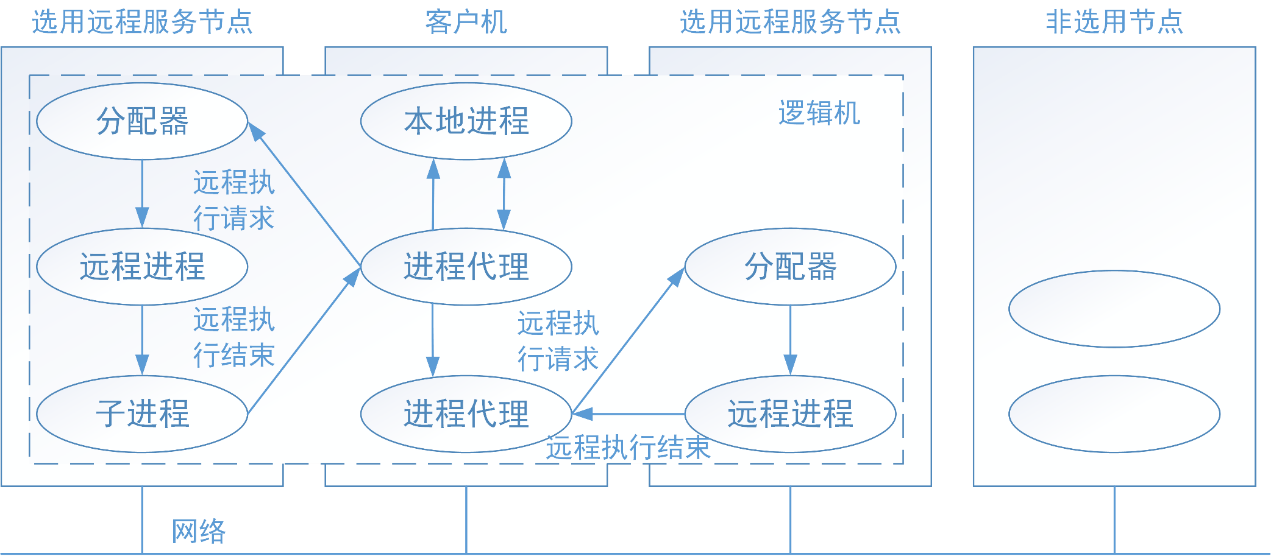 选用远程服务节点
客户机
选用远程服务节点
非选用节点
分配器
本地进程
逻辑机
远程执
行请求
远程进程
进程代理
分配器
远程执
行结束
远程执
行请求
子进程
进程代理
远程进程
远程执行结束
网络